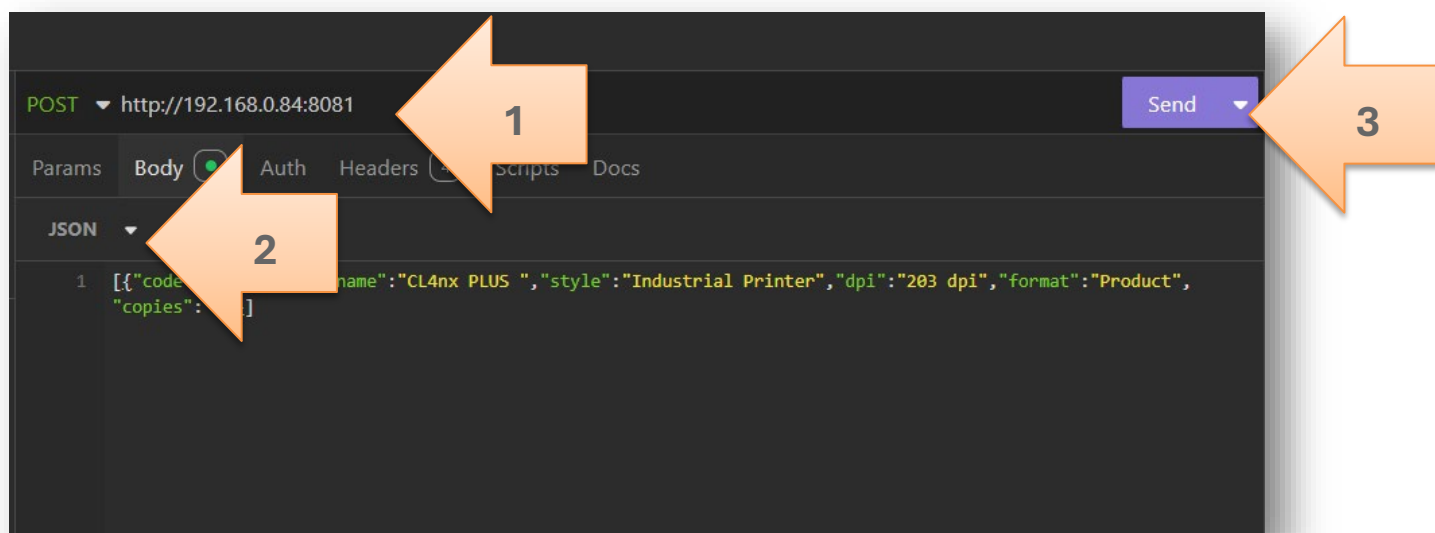 POST http://192.168.0.84:8081 1 Send 3
Params Body Auth Headers Scripts Docs
JSON 2
1 [{"code name":"CL4nx PLUS ","style":"Industrial Printer","dpi":"203 dpi","format":"Product",
"copies": ]